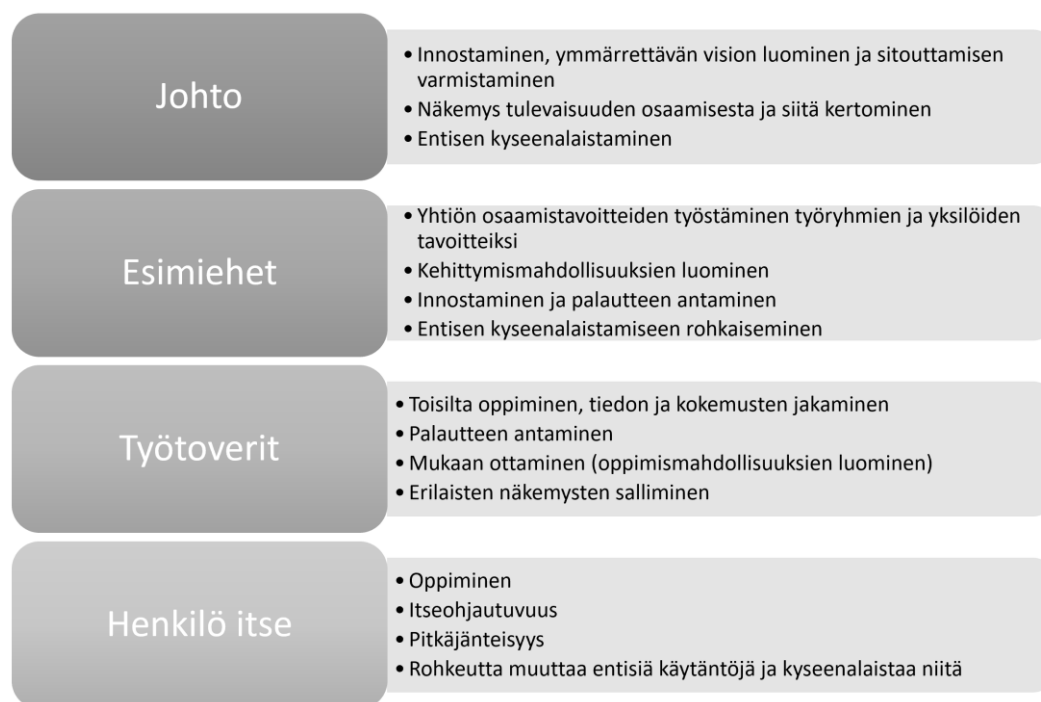 Johto
• Innostaminen, ymmärrettävän vision luominen ja sitouttamisen
varmistaminen
• Näkemys tulevaisuuden osaamisesta ja siitä kertominen
• Entisen kyseenalaistaminen
Esimiehet
• Yhtiön osaamistavoitteiden työstäminen työryhmien ja yksilöiden
tavoitteiksi
• Kehittymismahdollisuuksien luominen
• Innostaminen ja palautteen antaminen
• Entisen kyseenalaistamiseen rohkaiseminen
Työtoverit
• Toisilta oppiminen, tiedon ja kokemusten jakaminen
• Palautteen antaminen
• Mukaan ottaminen (oppimismahdollisuuksien luominen)
• Erilaisten näkemysten salliminen
Henkilö itse
• Oppiminen
• Itseohjautuvuus
• Pitkäjänteisyys
• Rohkeutta muuttaa entisiä käytäntöjä ja kyseenalaistaa niitä